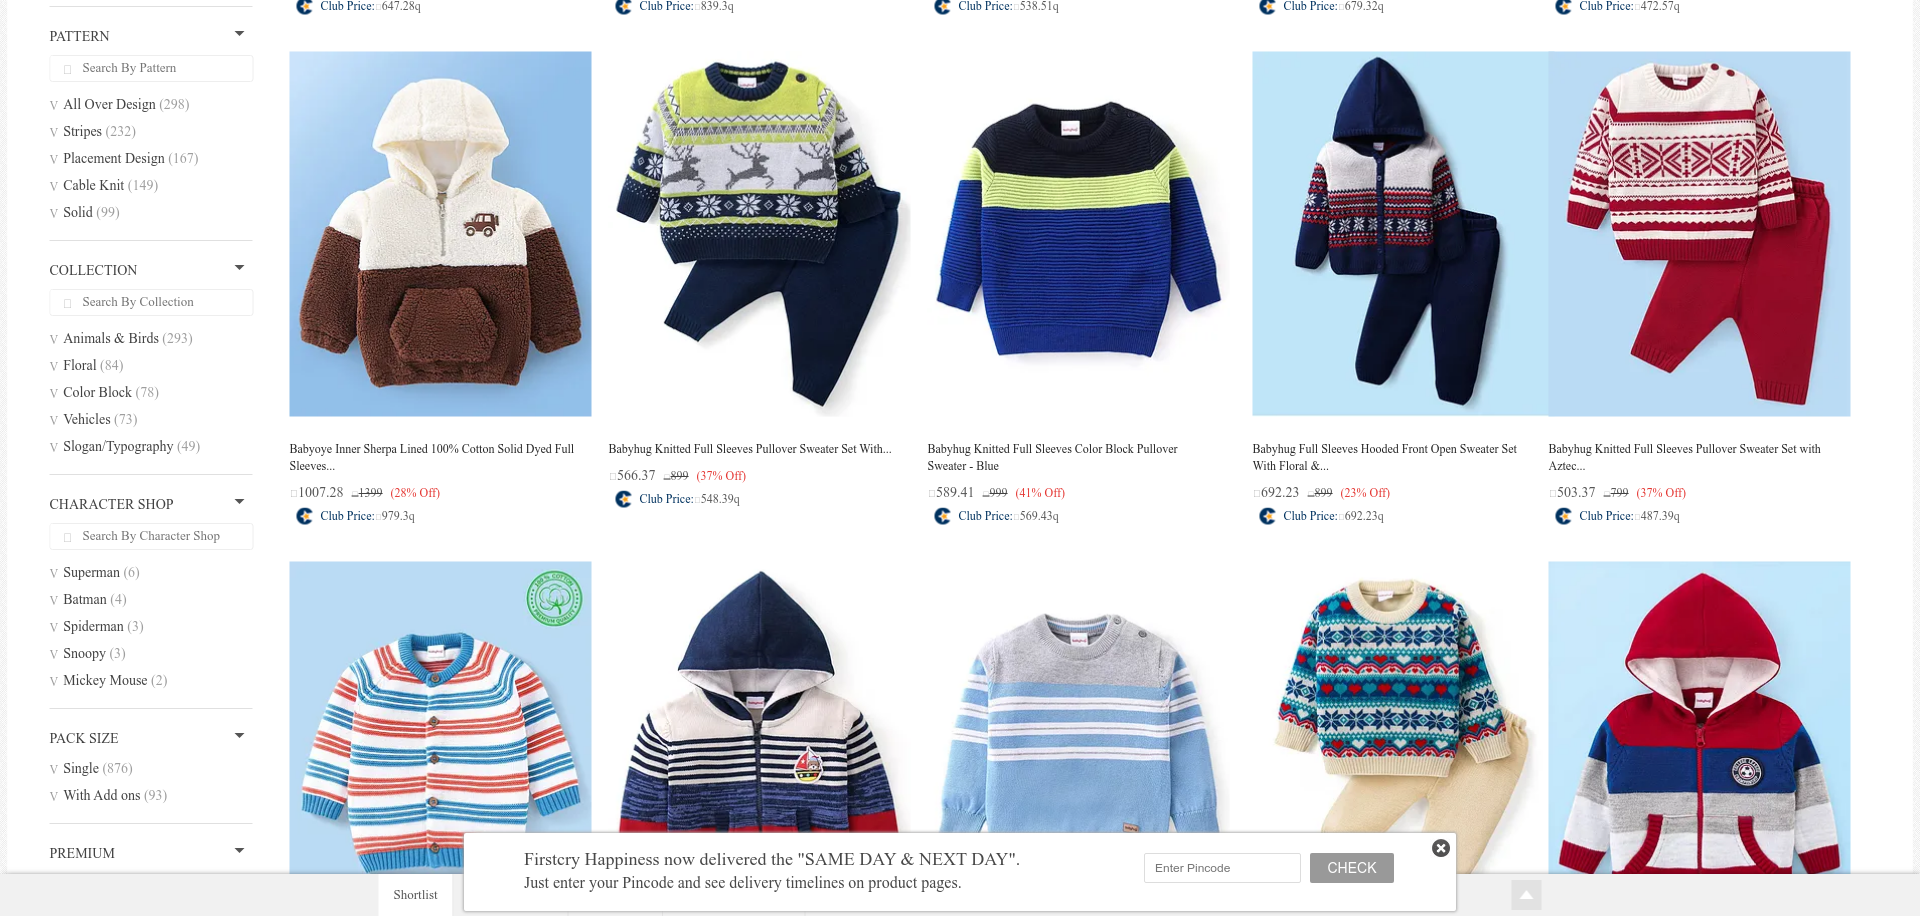 Club Price:□647.28q
Club Price:□839.3q
Club Price:□538.51q
Club Price:□679.32q
Club Price:□472.57q
PATTERN
Search By Pattern
V All Over Design (298)
V Stripes (232)
V Placement Design (167)
V Cable Knit (149)
V Solid (99)
COLLECTION
Search By Collection
V Animals & Birds (293)
V Floral (84)
V Color Block (78)
V Vehicles (73)
V Slogan/Typography (49)
CHARACTER SHOP
Search By Character Shop
V Superman (6)
V Batman (4)
V Spiderman (3)
V Snoopy (3)
V Mickey Mouse (2)
PACK SIZE
V Single (876)
V With Add ons (93)
PREMIUM
Babyoye Inner Sherpa Lined 100% Cotton Solid Dyed Full
Sleeves...
□1007.28 □1399 (28% Off)
Club Price:□979.3q
Babyhug Knitted Full Sleeves Pullover Sweater Set With...
□566.37 □899 (37% Off)
Club Price:□548.39q
Babyhug Knitted Full Sleeves Color Block Pullover
Sweater - Blue
□589.41 □999 (41% Off)
Club Price:□569.43q
Babyhug Full Sleeves Hooded Front Open Sweater Set
With Floral &...
□692.23 □899 (23% Off)
Club Price:□692.23q
Babyhug Knitted Full Sleeves Pullover Sweater Set with
Aztec...
□503.37 □799 (37% Off)
Club Price:□487.39q
100% COTTON
PREMIUM QUALITY
Firstcry Happiness now delivered the "SAME DAY & NEXT DAY".
Just enter your Pincode and see delivery timelines on product pages.
Enter Pincode
CHECK
Shortlist